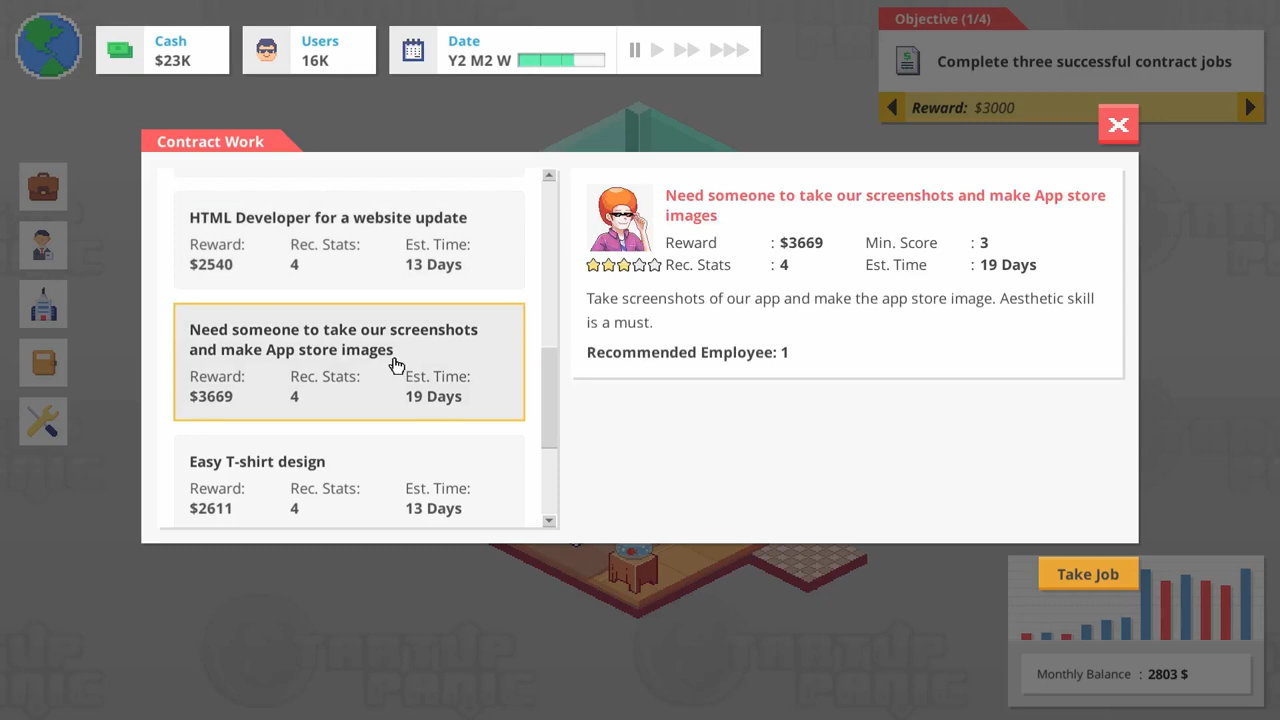 Cash
$23K
Users
16K
Date
Y2 M2 W
Objective (1/4)
Complete three successful contract jobs
Reward: $3000
Contract Work
HTML Developer for a website update
Reward: Rec. Stats: Est. Time:
$2540 4 13 Days
Need someone to take our screenshots
and make App store images
Reward: Rec. Stats: Est. Time:
$3669 4 19 Days
Easy T-shirt design
Reward: Rec. Stats: Est. Time:
$2611 4 13 Days
Need someone to take our screenshots and make App store
images
Reward : $3669 Min. Score : 3
Rec. Stats : 4 Est. Time : 19 Days
Take screenshots of our app and make the app store image. Aesthetic skill
is a must.
Recommended Employee: 1
Take Job
Monthly Balance : 2803 $
STARTUP
PANIC